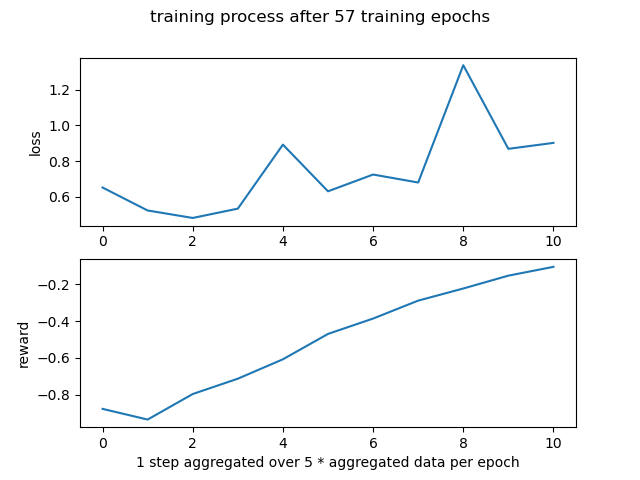 training process after 57 training epochs
1.2
1.0
0.8
0.6
loss
0 2 4 6 8 10
−0.2
−0.4
−0.6
−0.8
reward
0 2 4 6 8 10
1 step aggregated over 5 * aggregated data per epoch